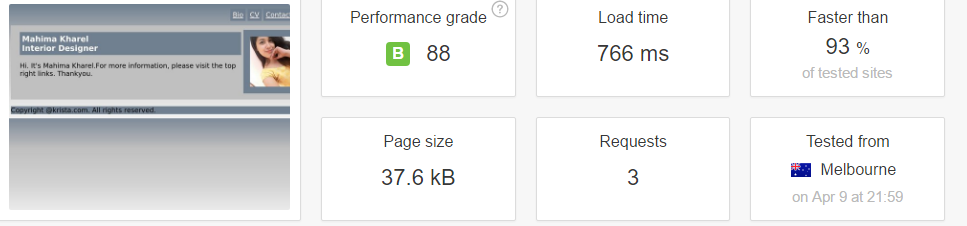 Bio CV Contac
Mahima Kharel
Interior Designer
Hi. It's Mahima Kharel.For more information, please visit the top
right links. Thankyou.
Copyright @krista.com. All rights reserved.
Performance grade ?
B 88
Load time
766 ms
Faster than
93 %
of tested sites
Page size
37.6 kB
Requests
3
Tested from
Melbourne
on Apr 9 at 21:59